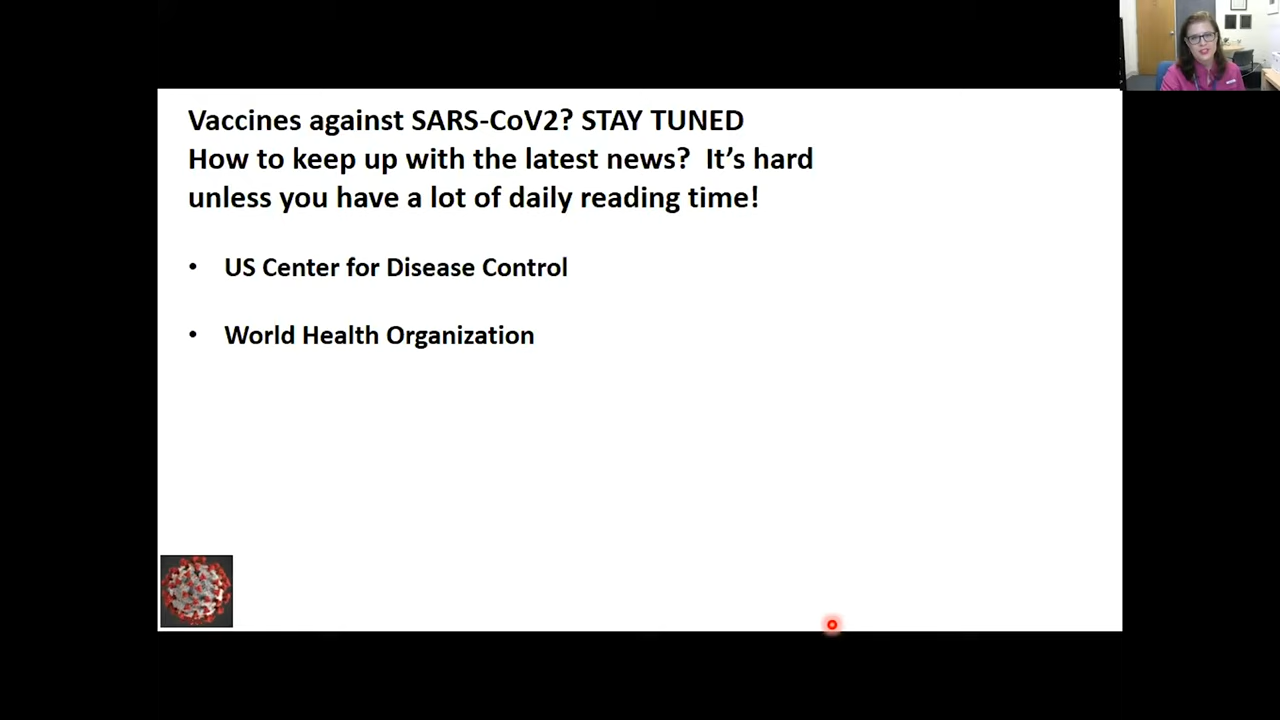 Vaccines against SARS-CoV2? STAY TUNED
How to keep up with the latest news?  It’s hard
unless you have a lot of daily reading time!
• US Center for Disease Control
• World Health Organization